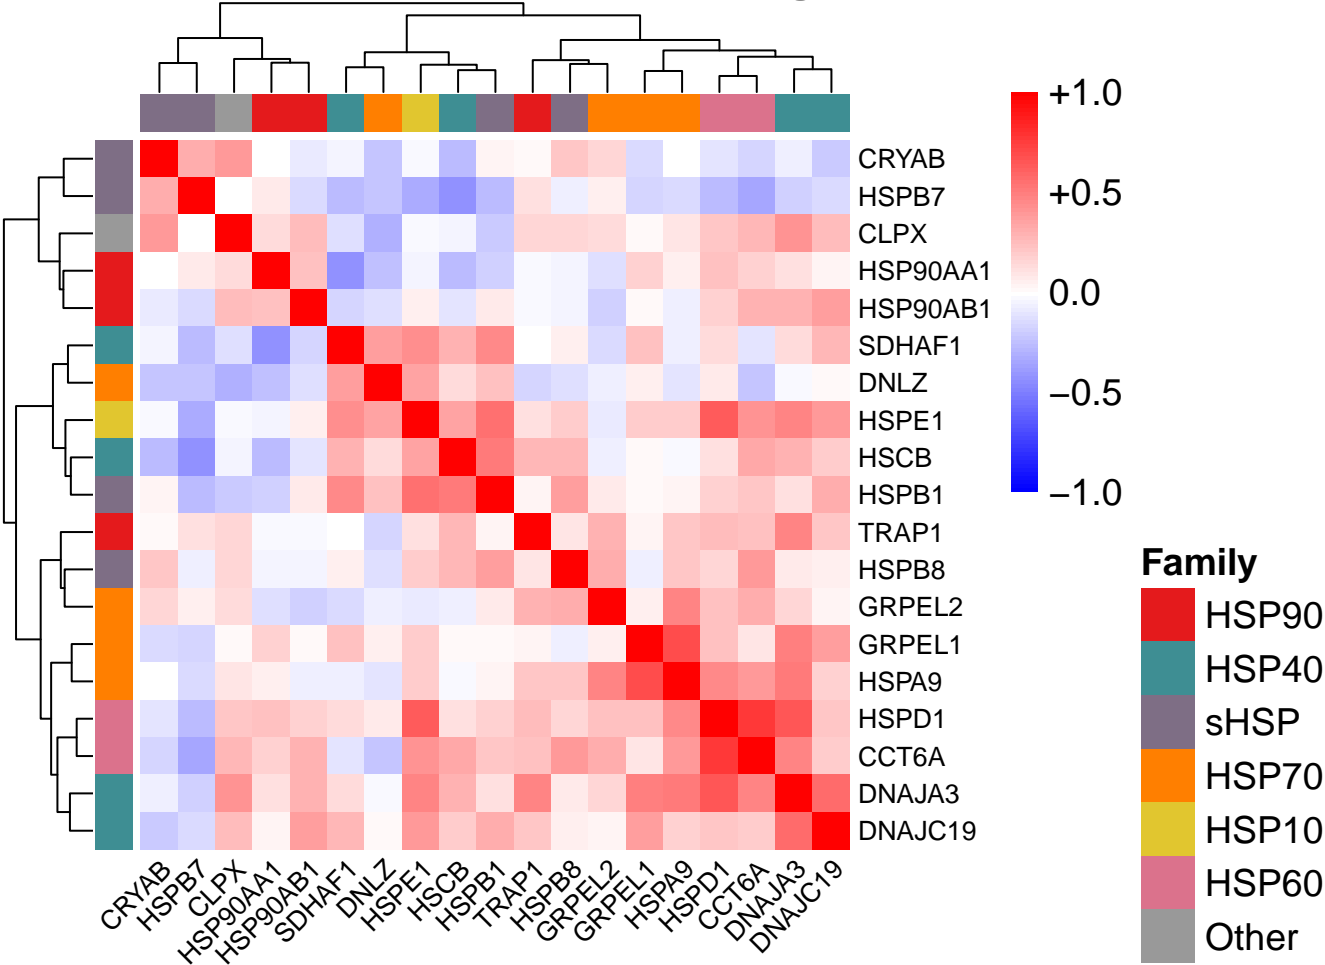 +1.0
+0.5
0.0
−0.5
−1.0
CRYAB
HSPB7
CLPX
HSP90AA1
HSP90AB1
SDHAF1
DNLZ
HSPE1
HSCB
HSPB1
TRAP1
HSPB8
GRPEL2
GRPEL1
HSPA9
HSPD1
CCT6A
DNAJA3
DNAJC19
Family
HSP90
HSP40
sHSP
HSP70
HSP10
HSP60
Other
CRYAB
HSPB7
CLPX
HSP90AA1
HSP90AB1
SDHAF1
DNLZ
HSPE1
HSCB
HSPB1
TRAP1
HSPB8
GRPEL2
GRPEL1
HSPA9
HSPD1
CCT6A
DNAJA3
DNAJC19